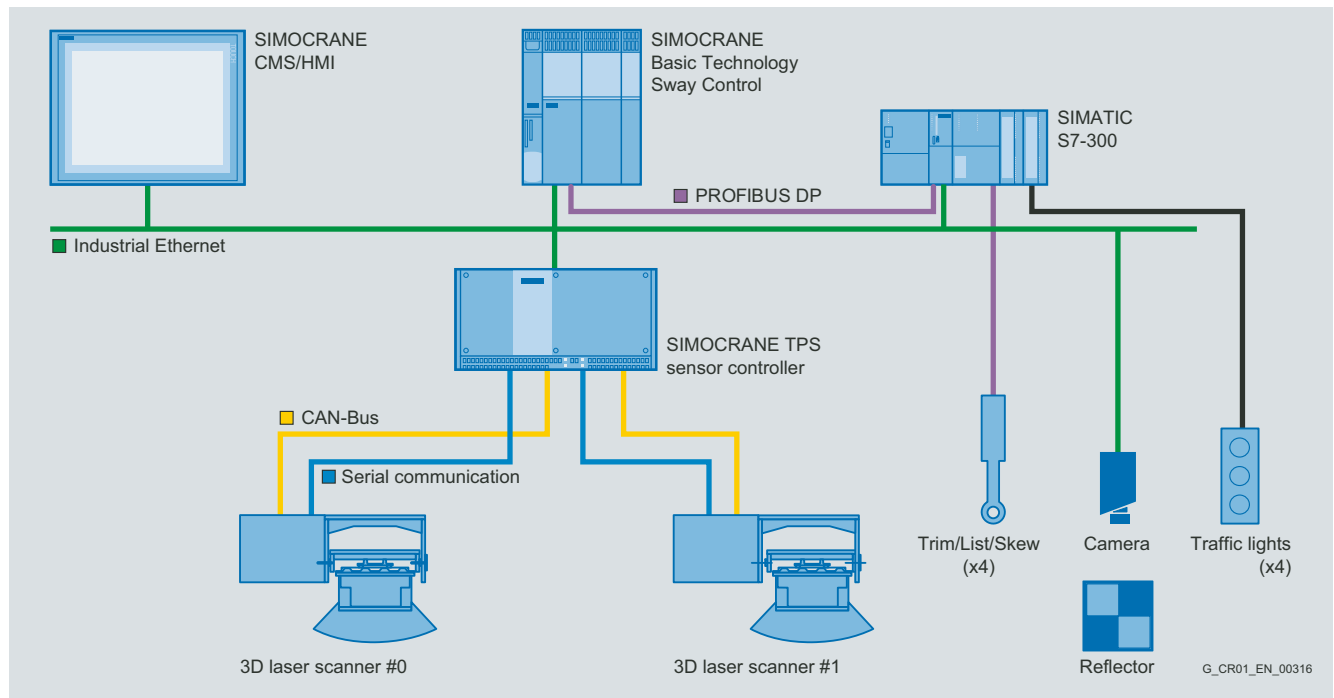 SIMOCRANE
CMS/HMI
SIMOCRANE
Basic Technology
Sway Control
SIMATIC
S7-300
PROFIBUS DP
Industrial Ethernet
SIMOCRANE TPS
sensor controller
CAN-Bus
Serial communication
Trim/List/Skew
(x4)
Camera
Traffic lights
(x4)
3D laser scanner #0
3D laser scanner #1
Reflector
G_CR01_EN_00316